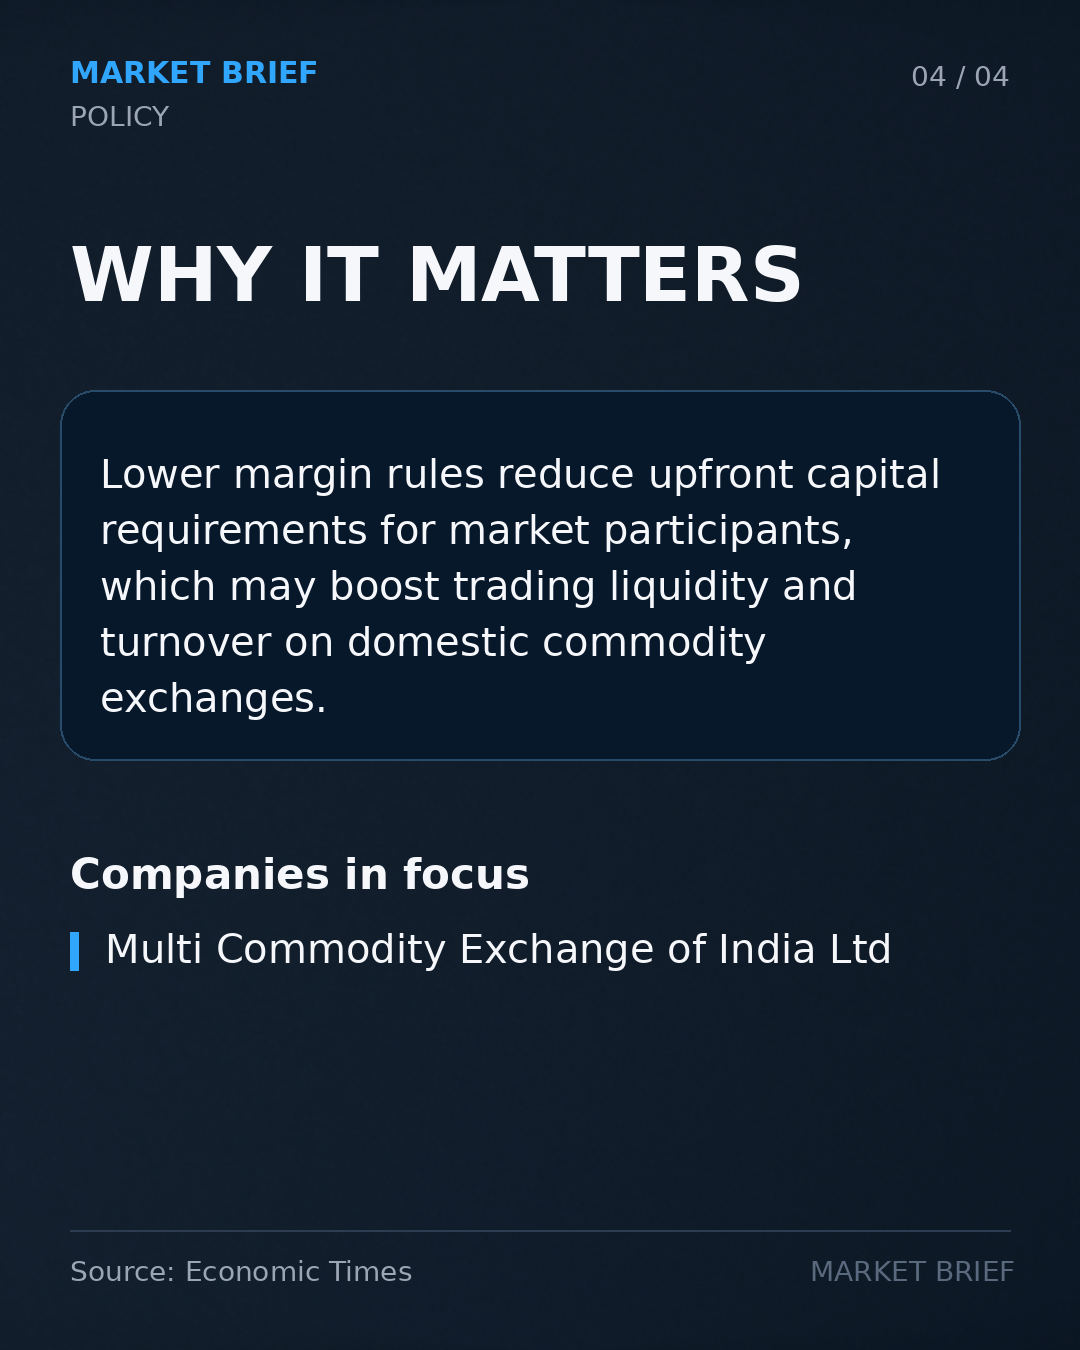 MARKET BRIEF
04 / 04
POLICY
WHY IT MATTERS
Lower margin rules reduce upfront capital
requirements for market participants,
which may boost trading liquidity and
turnover on domestic commodity
exchanges.
Companies in focus
Multi Commodity Exchange of India Ltd
Source: Economic Times
MARKET BRIEF